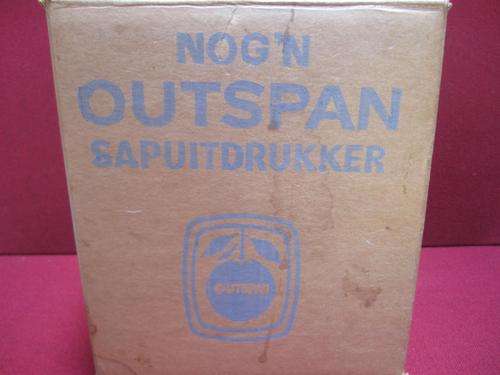 NOG 'N
OUTSPAN
SAPUITDRUKKER
OUTSPAN